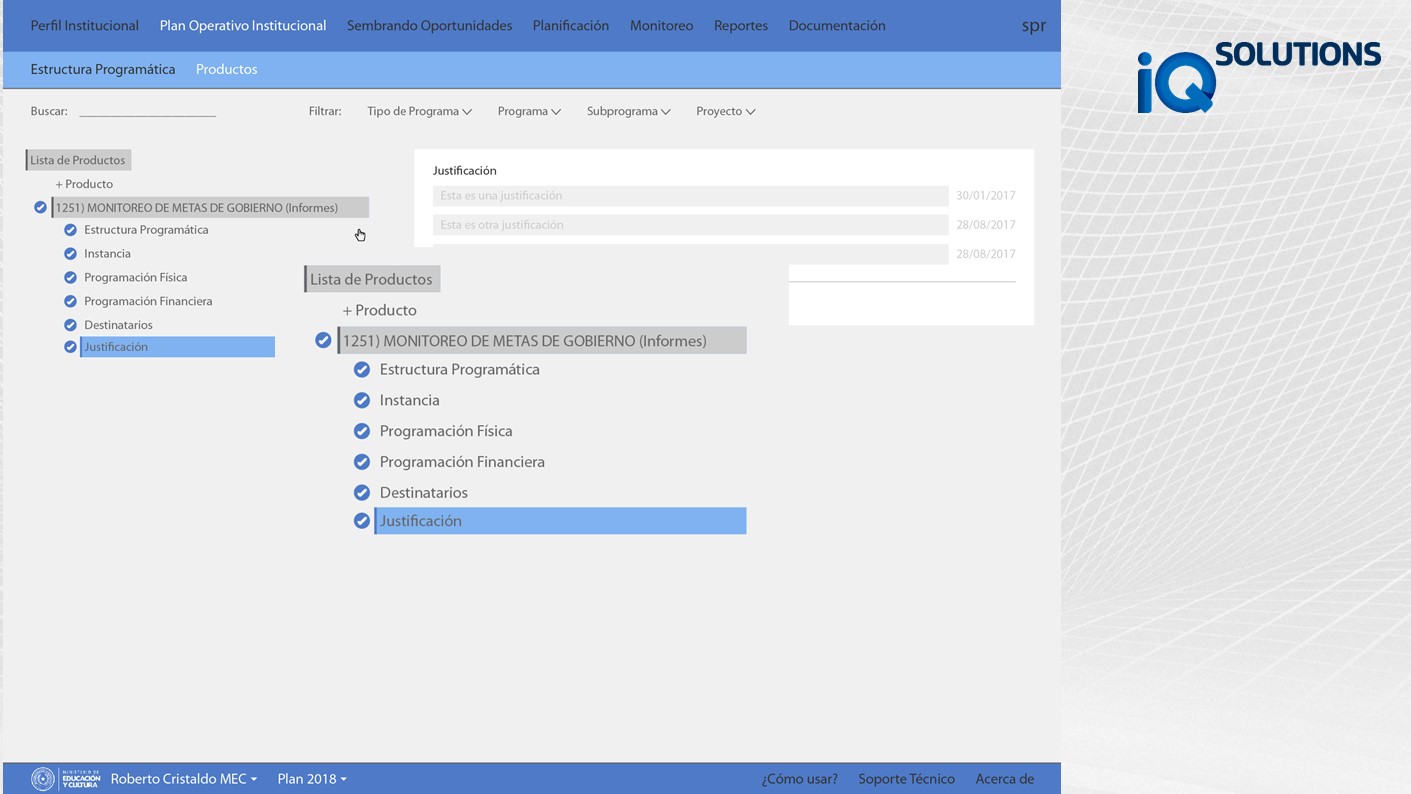 Perfil Institucional Plan Operativo Institucional Sembrando Oportunidades Planificación Monitoreo Reportes Documentación spr
iQ SOLUTIONS
Estructura Programática Productos
Buscar: Filtrar: Tipo de Programa Programa Subprograma Proyecto
Lista de Productos
+ Producto
1251) MONITOREO DE METAS DE GOBIERNO (Informes)
Estructura Programática
Instancia
Programación Física
Programación Financiera
Destinatarios
Justificación
Justificación
Esta es una justificación 30/01/2017
Esta es otra justificación 28/08/2017
28/08/2017
Lista de Productos
+ Producto
1251) MONITOREO DE METAS DE GOBIERNO (Informes)
Estructura Programática
Instancia
Programación Física
Programación Financiera
Destinatarios
Justificación
MINISTERIO DE
EDUCACIÓN
Y CULTURA
Roberto Cristaldo MEC Plan 2018 ¿Cómo usar? Soporte Técnico Acerca de